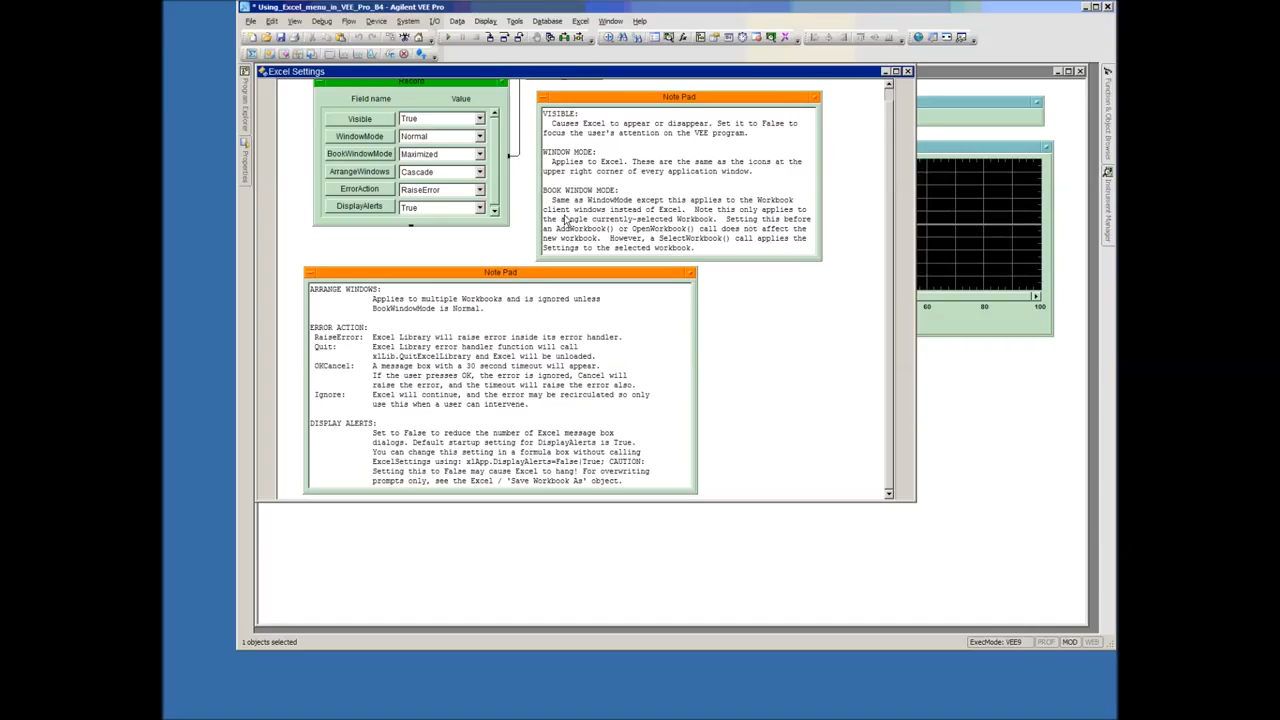 * Using_Excel_menu_in_VEE_Pro_B4 - Agilent VEE Pro
File Edit View Debug Flow Device System I/O Data Display Tools Database Excel Window Help
Excel Settings
Program Explorer
Properties
Record
Field name Value
Visible True
WindowMode Normal
BookWindowMode Maximized
ArrangeWindows Cascade
ErrorAction RaiseError
DisplayAlerts True
Note Pad
VISIBLE:
Causes Excel to appear or disappear. Set it to False to
focus the user's attention on the VEE program.
WINDOW MODE:
Applies to Excel. These are the same as the icons at the
upper right corner of every application window.
BOOK WINDOW MODE:
Same as WindowMode except this applies to the Workbook
client windows instead of Excel. Note this only applies to
the single currently-selected Workbook. Setting this before
an AddWorkbook() or OpenWorkbook() call does not affect the
new workbook. However, a SelectWorkbook() call applies the
Settings to the selected workbook.
Note Pad
ARRANGE WINDOWS:
Applies to multiple Workbooks and is ignored unless
BookWindowMode is Normal.
ERROR ACTION:
RaiseError: Excel Library will raise error inside its error handler.
Quit: Excel Library error handler function will call
xlLib.QuitExcelLibrary and Excel will be unloaded.
OKCancel: A message box with a 30 second timeout will appear.
If the user presses OK, the error is ignored, Cancel will
raise the error, and the timeout will raise the error also.
Ignore: Excel will continue, and the error may be recirculated so only
use this when a user can intervene.
DISPLAY ALERTS:
Set to False to reduce the number of Excel message box
dialogs. Default startup setting for DisplayAlerts is True.
You can change this setting in a formula box without calling
ExcelSettings using: xlApp.DisplayAlerts=False|True; CAUTION:
Setting this to False may cause Excel to hang! For overwriting
prompts only, see the Excel / 'Save Workbook As' object.
60 80 100
Function & Object Browser
Instrument Manager
1 objects selected
ExecMode: VEE9 PROF MOD WEB